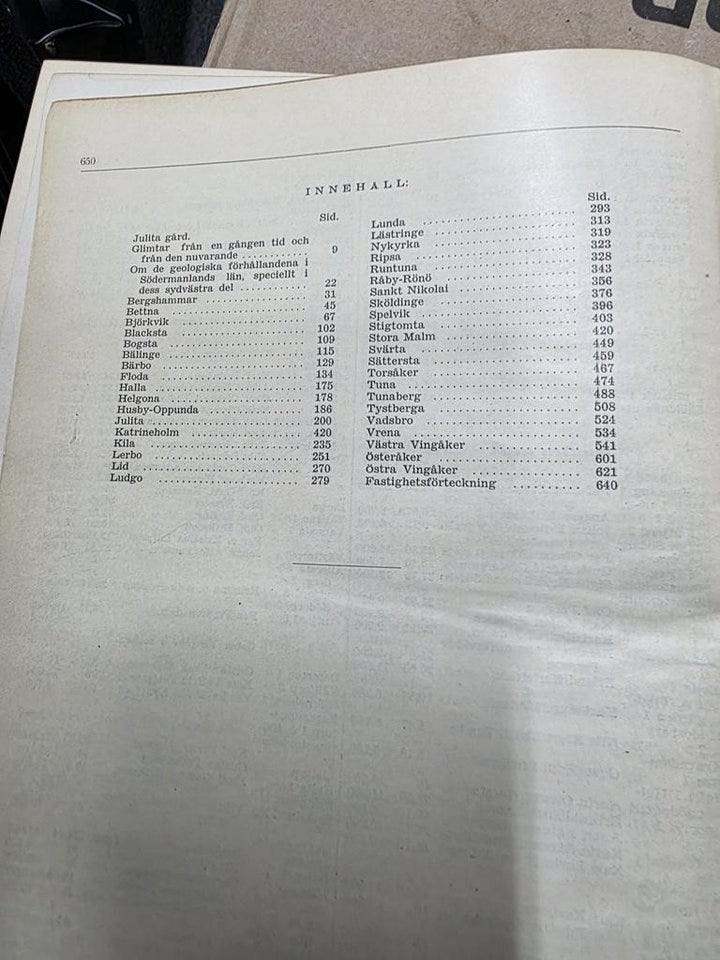 650
INNEHALL:
Sid.
Julita gård.
Glimtar från en gången tid och
från den nuvarande ............ 9
Om de geologiska förhållandena i
Södermanlands län, speciellt i
dess sydvästra del ............ 22
Bergshammar .................. 31
Bettna .................. 45
Björkvik .................. 67
Blacksta .................. 102
Bogsta .................. 109
Bälinge .................. 115
Bärbo .................. 129
Floda .................. 134
Halla .................. 175
Helgona .................. 178
Husby-Oppunda .................. 186
Julita .................. 200
Katrineholm .................. 420
Kila .................. 235
Lerbo .................. 251
Lid .................. 270
Ludgo .................. 279
Sid.
Lunda .................. 293
Lästringe .................. 313
Nykyrka .................. 319
Ripsa .................. 323
Runtuna .................. 328
Råby-Rönö .................. 343
Sankt Nikolai .................. 356
Sköldinge .................. 376
Spelvik .................. 396
Stigtomta .................. 403
Stora Malm .................. 420
Svärta .................. 449
Sättersta .................. 459
Torsåker .................. 467
Tuna .................. 474
Tunaberg .................. 488
Tystberga .................. 508
Vadsbro .................. 524
Vrena .................. 534
Västra Vingåker .................. 541
Österåker .................. 601
Östra Vingåker .................. 621
Fastighetsförteckning ............ 640